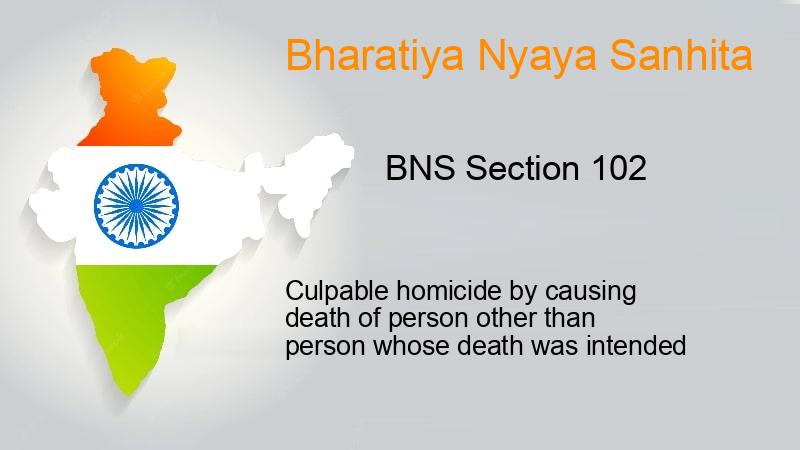 Bharatiya Nyaya Sanhita
BNS Section 102
Culpable homicide by causing
death of person other than
person whose death was intended